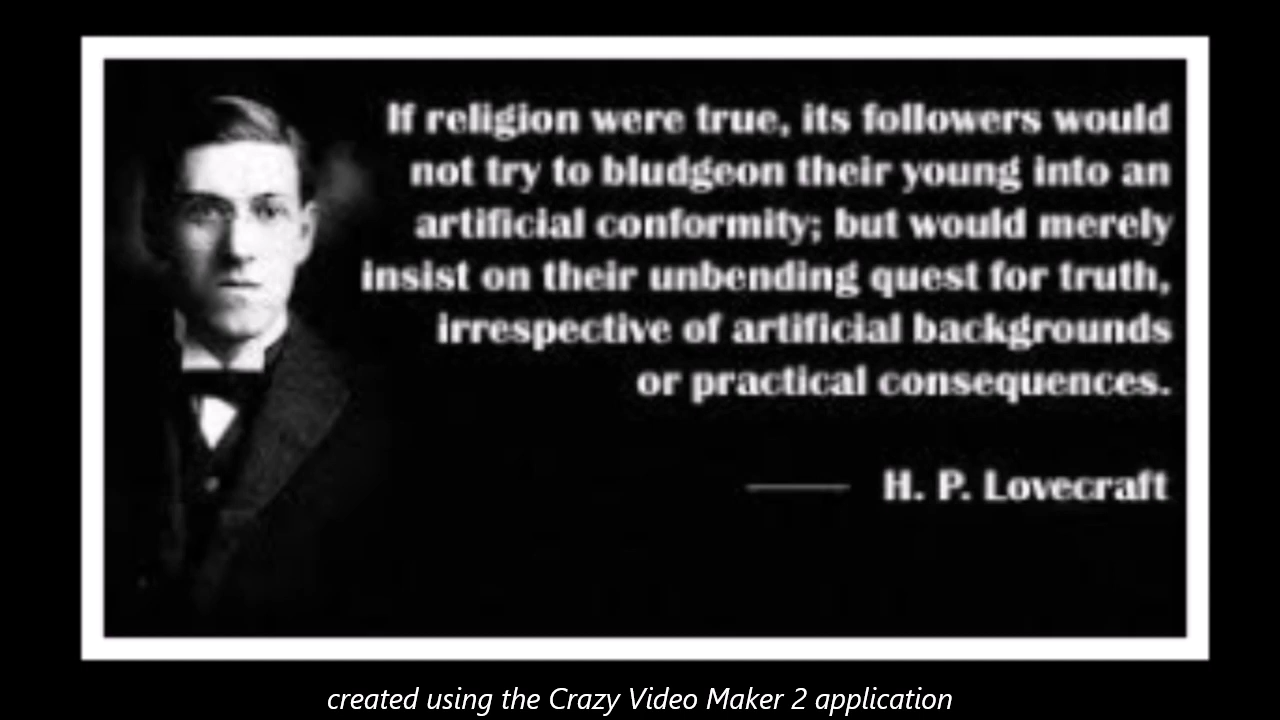 If religion were true, its followers would
not try to bludgeon their young into an
artificial conformity; but would merely
insist on their unbending quest for truth,
irrespective of artificial backgrounds
or practical consequences.
—— H. P. Lovecraft
created using the Crazy Video Maker 2 application